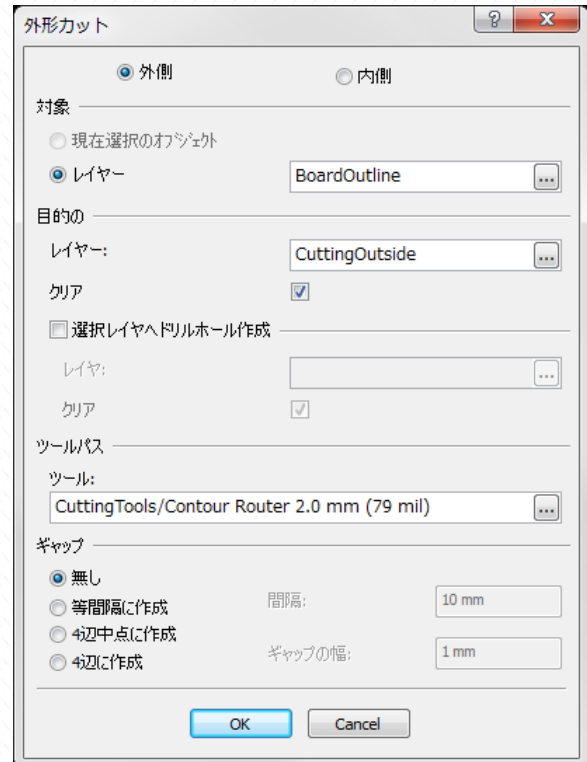 外形カット
外側 内側
対象
現在選択のオブジェクト
レイヤー BoardOutline ...
目的の
レイヤー: CuttingOutside ...
クリア
選択レイヤへドリルホール作成
レイヤ: ...
クリア
ツールパス
ツール:
CuttingTools/Contour Router 2.0 mm (79 mil) ...
ギャップ
無し
等間隔に作成 間隔: 10 mm
4辺中点に作成
4辺に作成 ギャップの幅: 1 mm
OK Cancel